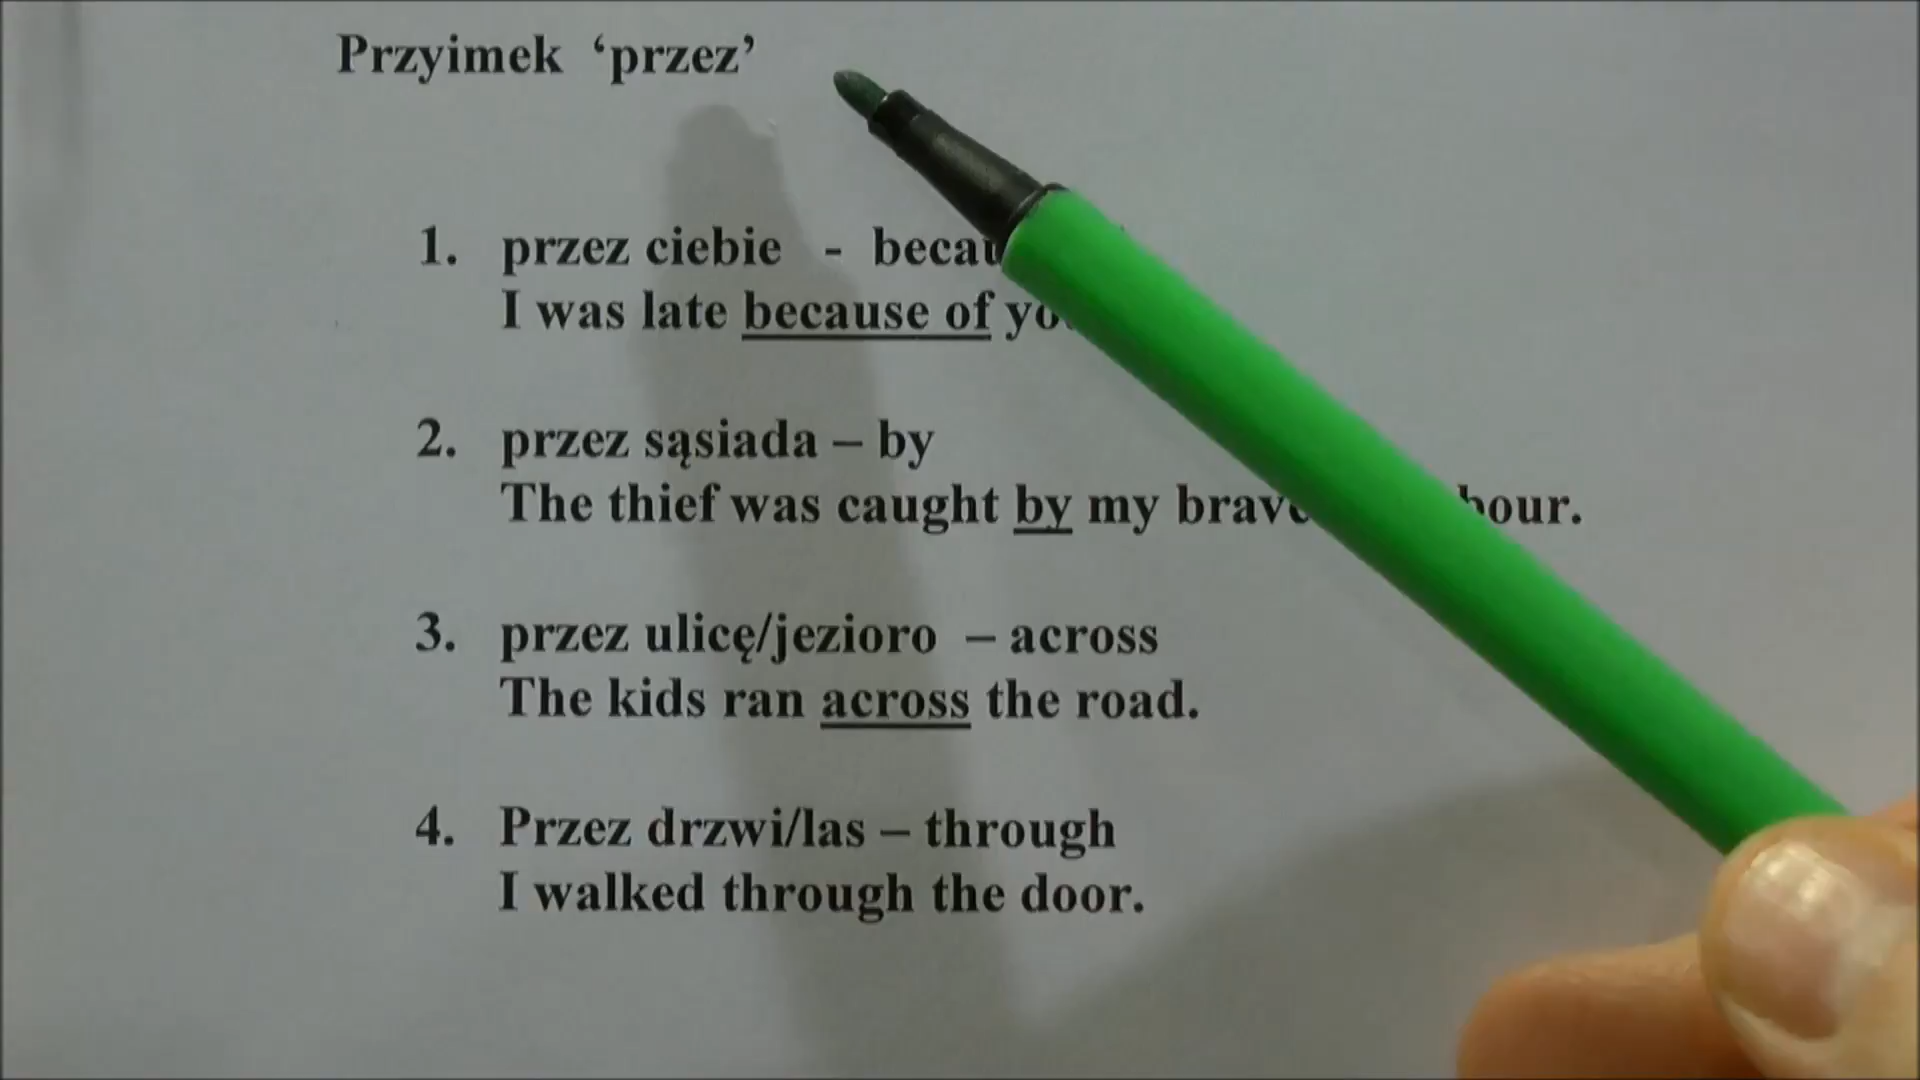 Przyimek ‘przez’
1. przez ciebie - becau
I was late because of yo
2. przez sąsiada – by
The thief was caught by my brave
3. przez ulicę/jezioro – across
The kids ran across the road.
4. Przez drzwi/las – through
I walked through the door.